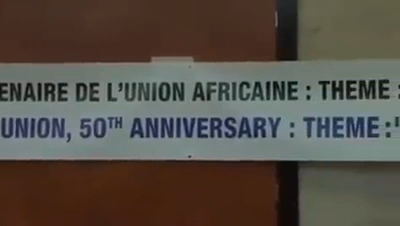 ENAIRE DE L'UNION AFRICAINE : THEME :
UNION, 50TH ANNIVERSARY : THEME :"